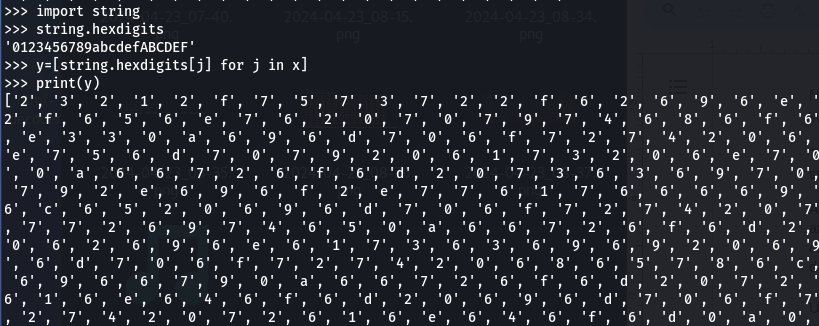 >>> import string
>>> string.hexdigits
'0123456789abcdefABCDEF'
>>> y=[string.hexdigits[j] for j in x]
>>> print(y)
['2', '3', '2', '1', '2', 'f', '7', '5', '7', '3', '7', '2', '2', 'f', '6', '2', '6', '9', '6', 'e', '
2', 'f', '6', '5', '6', 'e', '7', '6', '2', '0', '7', '0', '7', '9', '7', '4', '6', '8', '6', 'f', '6
, 'e', '3', '3', '0', 'a', '6', '9', '6', 'd', '7', '0', '6', 'f', '7', '2', '7', '4', '2', '0', '6',
'e', '7', '5', '6', 'd', '7', '0', '7', '9', '2', '0', '6', '1', '7', '3', '2', '0', '6', 'e', '7', '0
', '0', 'a', '6', '6', '7', '2', '6', 'f', '6', 'd', '2', '0', '7', '3', '6', '3', '6', '9', '7', '0'
'7', '9', '2', 'e', '6', '9', '6', 'f', '2', 'e', '7', '7', '6', '1', '7', '6', '6', '6', '6', '9',
6', 'c', '6', '5', '2', '0', '6', '9', '6', 'd', '7', '0', '6', 'f', '7', '2', '7', '4', '2', '0', '7
'7', '7', '2', '6', '9', '7', '4', '6', '5', '0', 'a', '6', '6', '7', '2', '6', 'f', '6', 'd', '2', '
0', '6', '2', '6', '9', '6', 'e', '6', '1', '7', '3', '6', '3', '6', '9', '6', '9', '2', '0', '6', '9
', '6', 'd', '7', '0', '6', 'f', '7', '2', '7', '4', '2', '0', '6', '8', '6', '5', '7', '8', '6', 'c
'6', '9', '6', '6', '7', '9', '0', 'a', '6', '6', '7', '2', '6', 'f', '6', 'd', '2', '0', '7', '2', '
6', '1', '6', 'e', '6', '4', '6', 'f', '6', 'd', '2', '0', '6', '9', '6', 'd', '7', '0', '6', 'f', '7
, '2', '7', '4', '2', '0', '7', '2', '6', '1', '6', 'e', '6', '4', '6', 'f', '6', 'd', '0', 'a', '0',